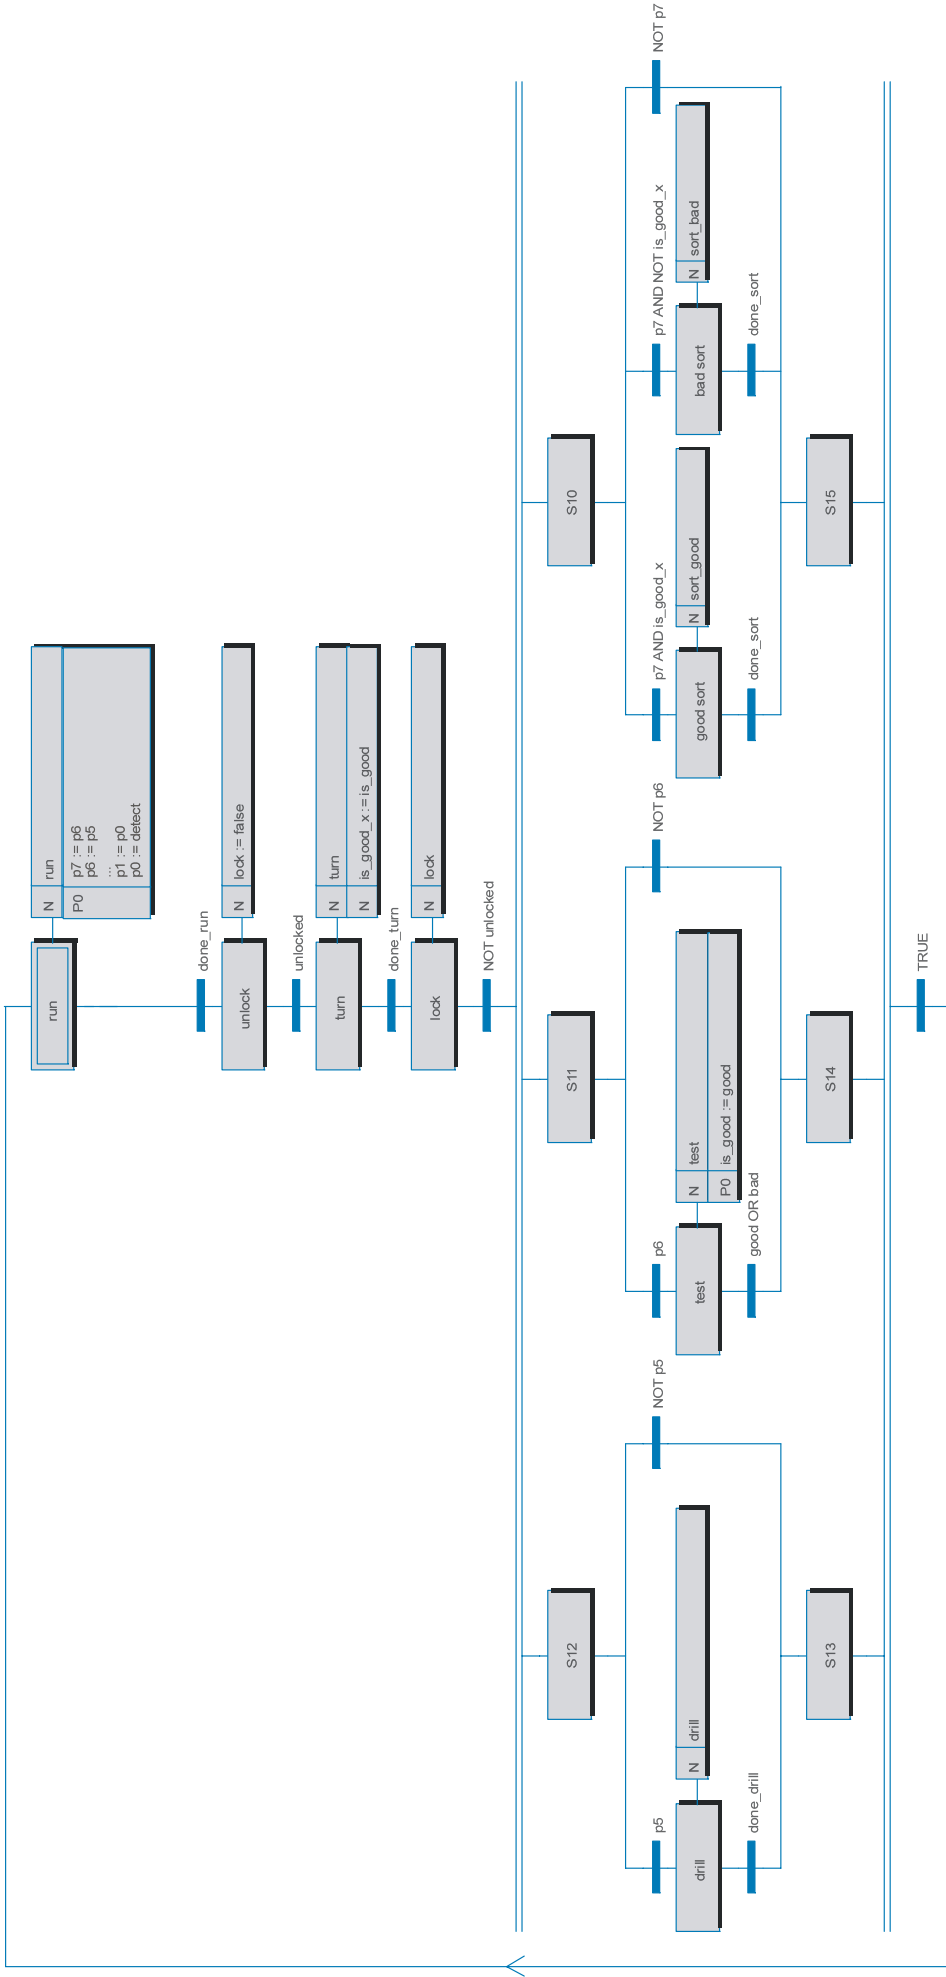 run
N run
P0
p7 := p6
p6 := p5
...
p1 := p0
p0 := detect
done_run
unlock
N lock := false
unlocked
turn
N turn
N is_good_x := is_good
done_turn
lock
N lock
NOT unlocked
S12
S11
S10
p5
NOT p5
p6
NOT p6
p7 AND is_good_x
p7 AND NOT is_good_x
NOT p7
drill
N drill
test
N test
P0 is_good := good
good sort
N sort_good
bad sort
N sort_bad
done_drill
good OR bad
done_sort
done_sort
S13
S14
S15
TRUE